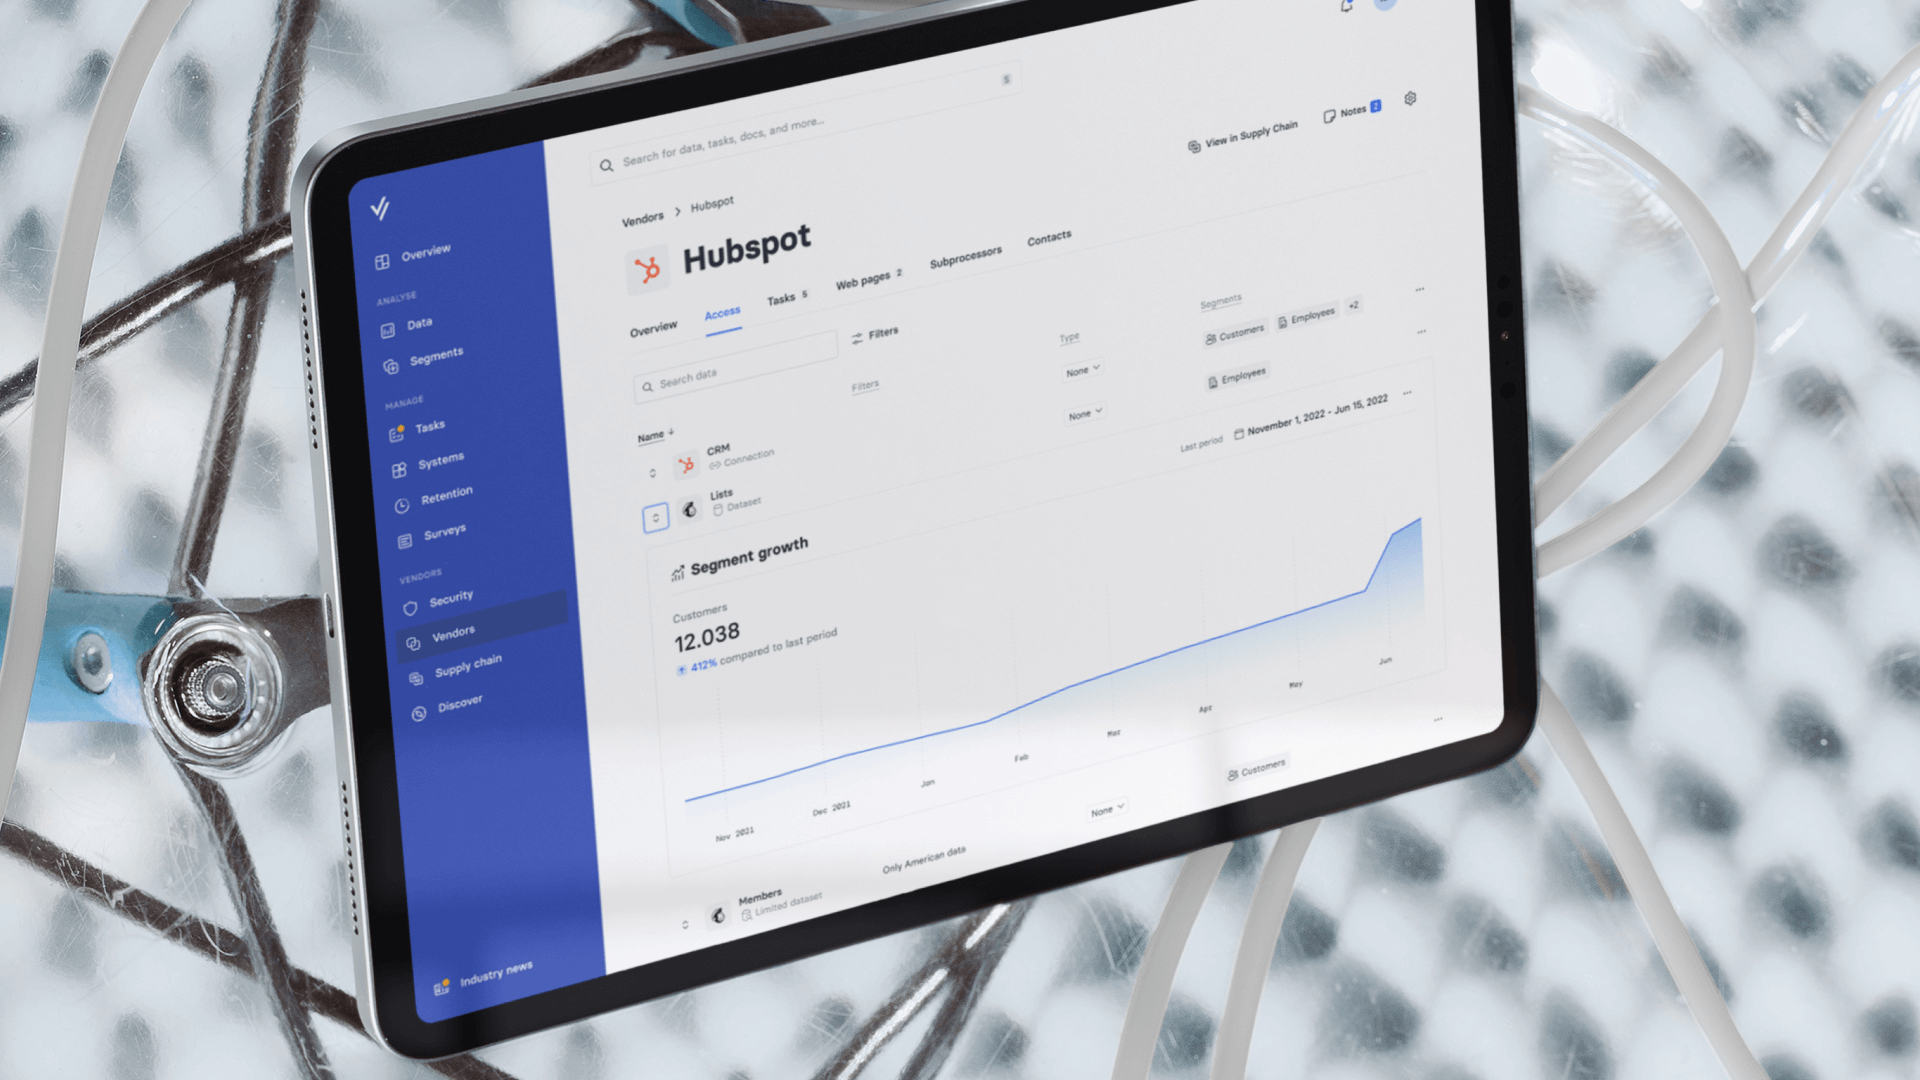 Overview
ANALYSE
Data
Segments
MANAGE
Tasks
Systems
Retention
Surveys
VENDORS
Security
Vendors
Supply chain
Discover
Industry news
Search for data, tasks, docs, and more...
S
Vendors > Hubspot
View in Supply Chain
Notes 2
Hubspot
Overview
Access
Tasks 5
Web pages 2
Subprocessors
Contacts
Search data
Filters
Name
Filters
Type
Segments
CRM
Connection
None
Customers
Employees
+2
Lists
Dataset
None
Employees
Segment growth
Last period
November 1, 2022 - Jun 15, 2022
Customers
12.038
412% compared to last period
Nov 2021
Dec 2021
Jan
Feb
Mar
Apr
May
Jun
Members
Limited dataset
Only American data
None
Customers